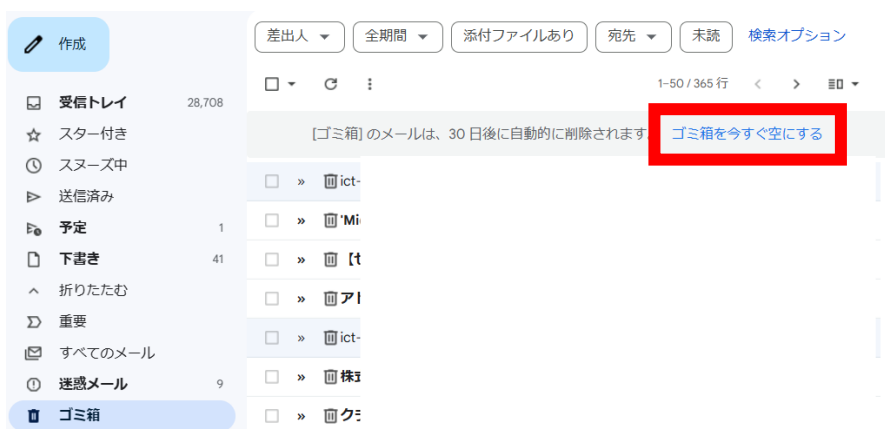 作成
差出人 全期間 添付ファイルあり 宛先 未読 検索オプション
1-50 / 365 行
受信トレイ 28,708
[ゴミ箱] のメールは、30 日後に自動的に削除されます。 ゴミ箱を今すぐ空にする
スター付き
スヌーズ中
ict-
送信済み
'Mi
予定 1
下書き 41
折りたたむ
アト
重要
ict-
すべてのメール
迷惑メール 9
株式
ゴミ箱